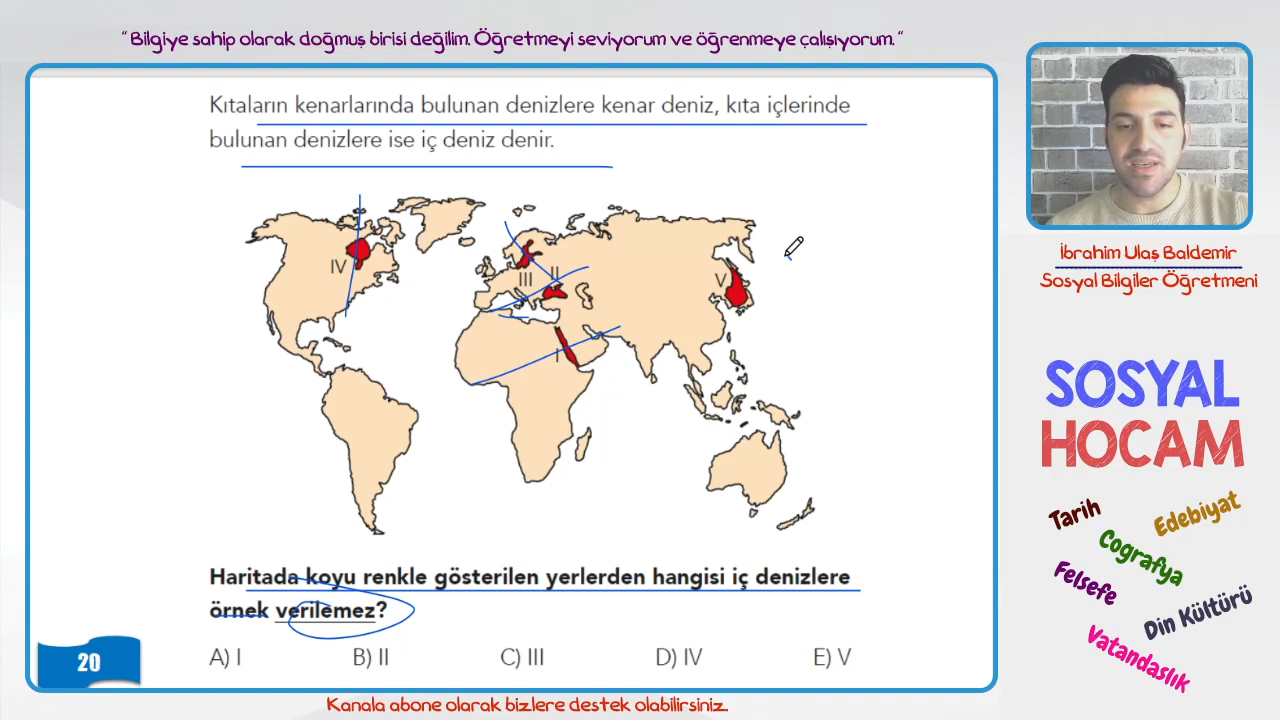 “ Bilgiye sahip olarak doğmuş birisi değilim. Öğretmeyi seviyorum ve öğrenmeye çalışıyorum. ”
Kıtaların kenarlarında bulunan denizlere kenar deniz, kıta içlerinde
bulunan denizlere ise iç deniz denir.
IV
III
II
V
I
Haritada koyu renkle gösterilen yerlerden hangisi iç denizlere
örnek verilemez?
A) I
B) II
C) III
D) IV
E) V
20
İbrahim Ulaş Baldemir
Sosyal Bilgiler Öğretmeni
SOSYAL
HOCAM
Tarih
Edebiyat
Coğrafya
Felsefe
Din Kültürü
Vatandaşlık
Kanala abone olarak bizlere destek olabilirsiniz.